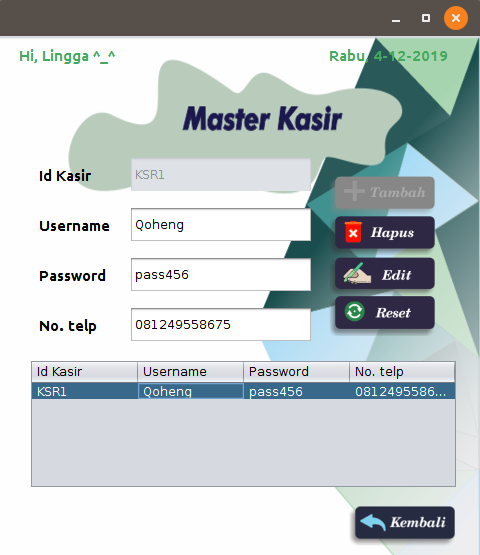 Hi, Lingga ^_^ Rabu, 4-12-2019
Master Kasir
Id Kasir KSR1
Tambah
Username Qoheng
Hapus
Password pass456
Edit
No. telp 081249558675
Reset
Id Kasir Username Password No. telp
KSR1 Qoheng pass456 0812495586...
Kembali